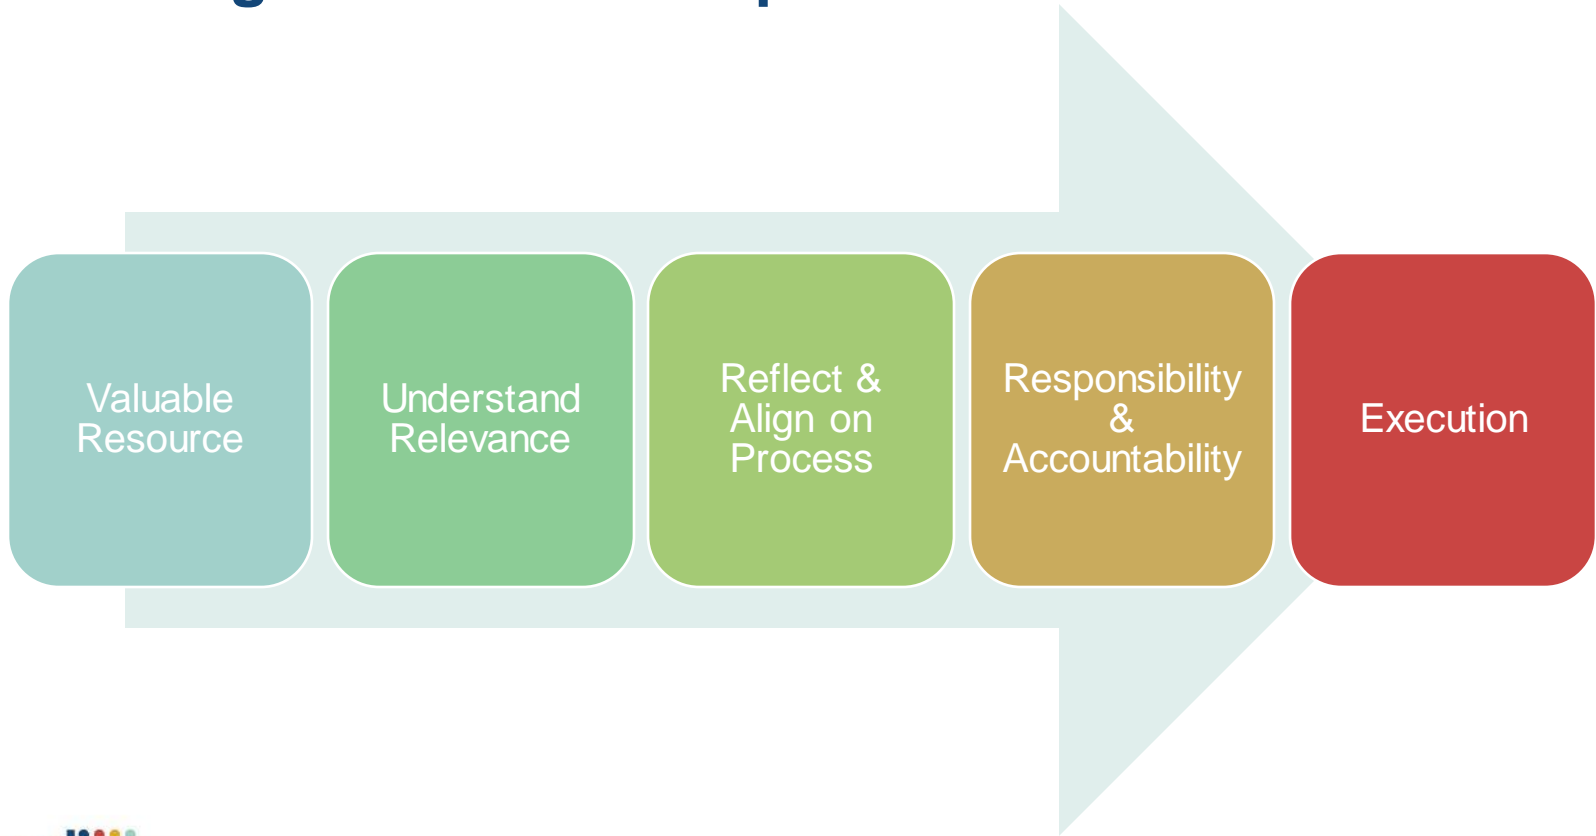 Valuable
Resource
Understand
Relevance
Reflect &
Align on
Process
Responsibility
&
Accountability
Execution